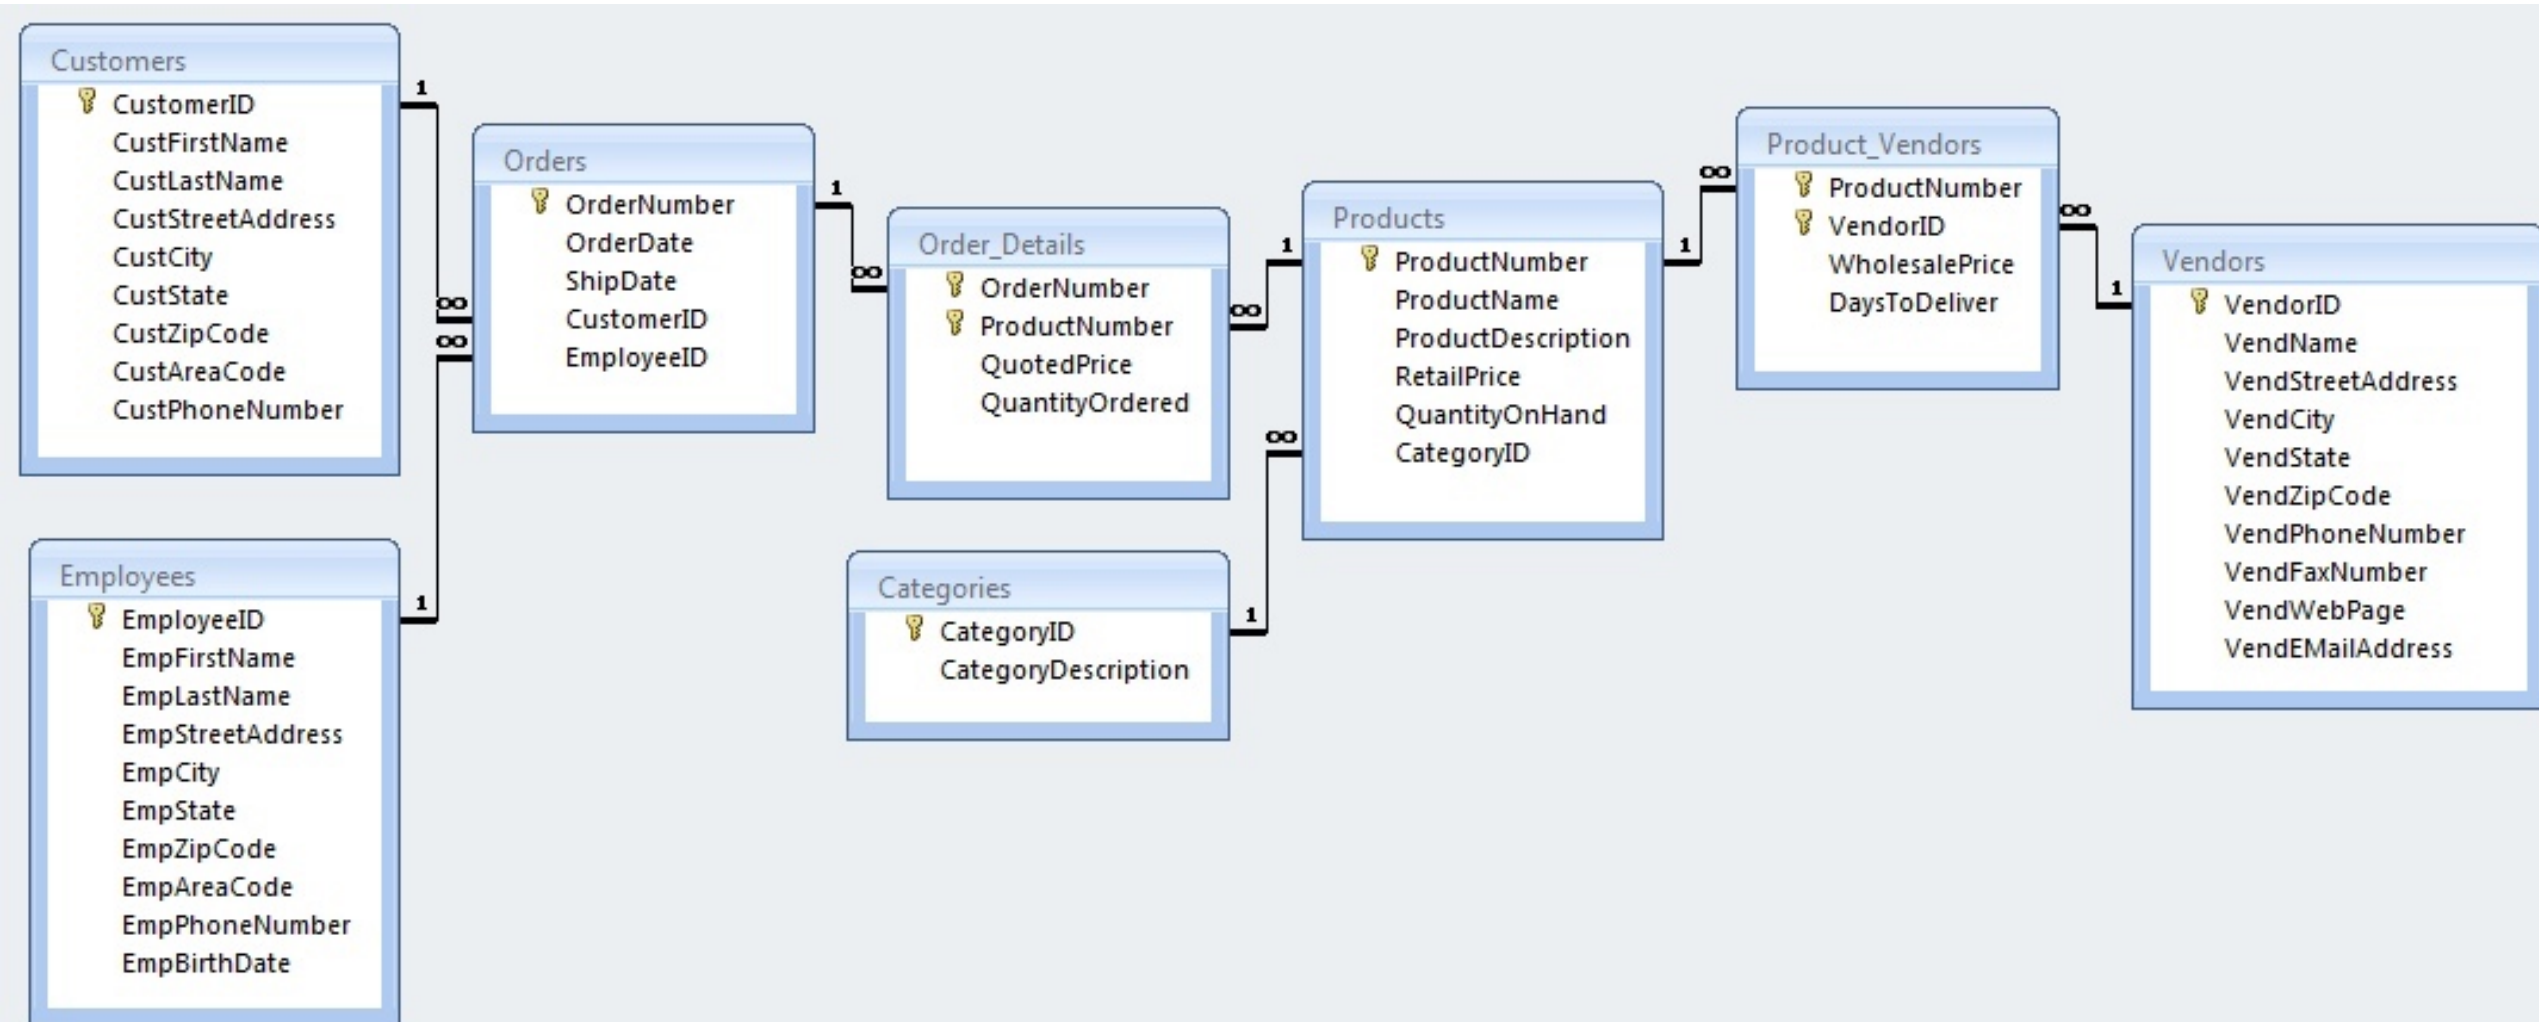 Customers
CustomerID
CustFirstName
CustLastName
CustStreetAddress
CustCity
CustState
CustZipCode
CustAreaCode
CustPhoneNumber
1
∞
Employees
EmployeeID
EmpFirstName
EmpLastName
EmpStreetAddress
EmpCity
EmpState
EmpZipCode
EmpAreaCode
EmpPhoneNumber
EmpBirthDate
1
∞
Orders
OrderNumber
OrderDate
ShipDate
CustomerID
EmployeeID
1
∞
Order_Details
OrderNumber
ProductNumber
QuotedPrice
QuantityOrdered
∞
1
Categories
CategoryID
CategoryDescription
1
∞
Products
ProductNumber
ProductName
ProductDescription
RetailPrice
QuantityOnHand
CategoryID
1
∞
Product_Vendors
ProductNumber
VendorID
WholesalePrice
DaysToDeliver
∞
1
Vendors
VendorID
VendName
VendStreetAddress
VendCity
VendState
VendZipCode
VendPhoneNumber
VendFaxNumber
VendWebPage
VendEMailAddress